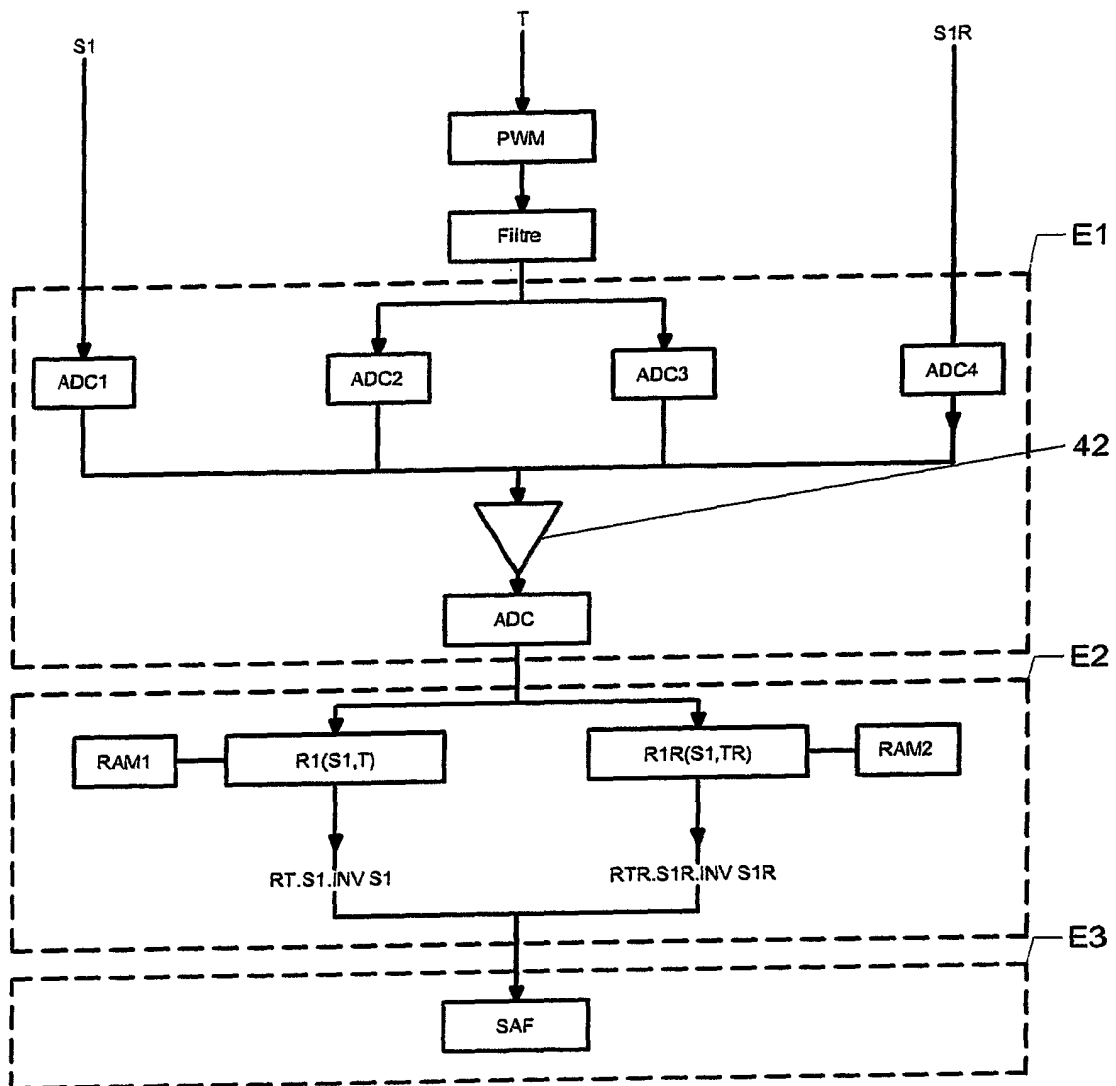 T
S1
S1R
PWM
Filtre
E1
ADC1
ADC2
ADC3
ADC4
42
ADC
E2
RAM1
R1(S1,T)
R1R(S1,TR)
RAM2
RT.S1.INV S1
RTR.S1R.INV S1R
E3
SAF